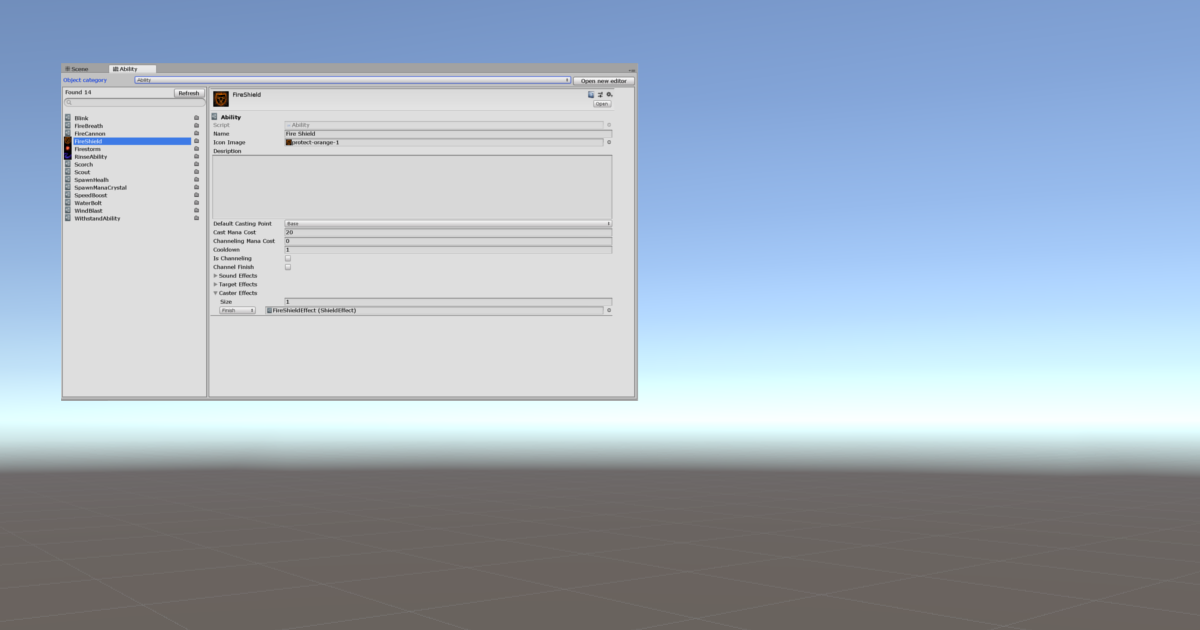 Scene Ability
Object category Ability Open new editor
Found 14 Refresh
Blink
FireBreath
FireCannon
FireShield
Firestorm
RinseAbility
Scorch
Scout
SpawnHealh
SpawnManaCrystal
SpeedBoost
WaterBolt
WindBlast
WithstandAbility
FireShield
Open
Ability
Script Ability
Name Fire Shield
Icon Image protect-orange-1
Desription
Default Casting Point Base
Cast Mana Cost 20
Channeling Mana Cost 0
Cooldown 1
Is Channeling
Channel Finish
Sound Effects
Target Effects
Caster Effects
Size 1
Finish FireShieldEffect (ShieldEffect)